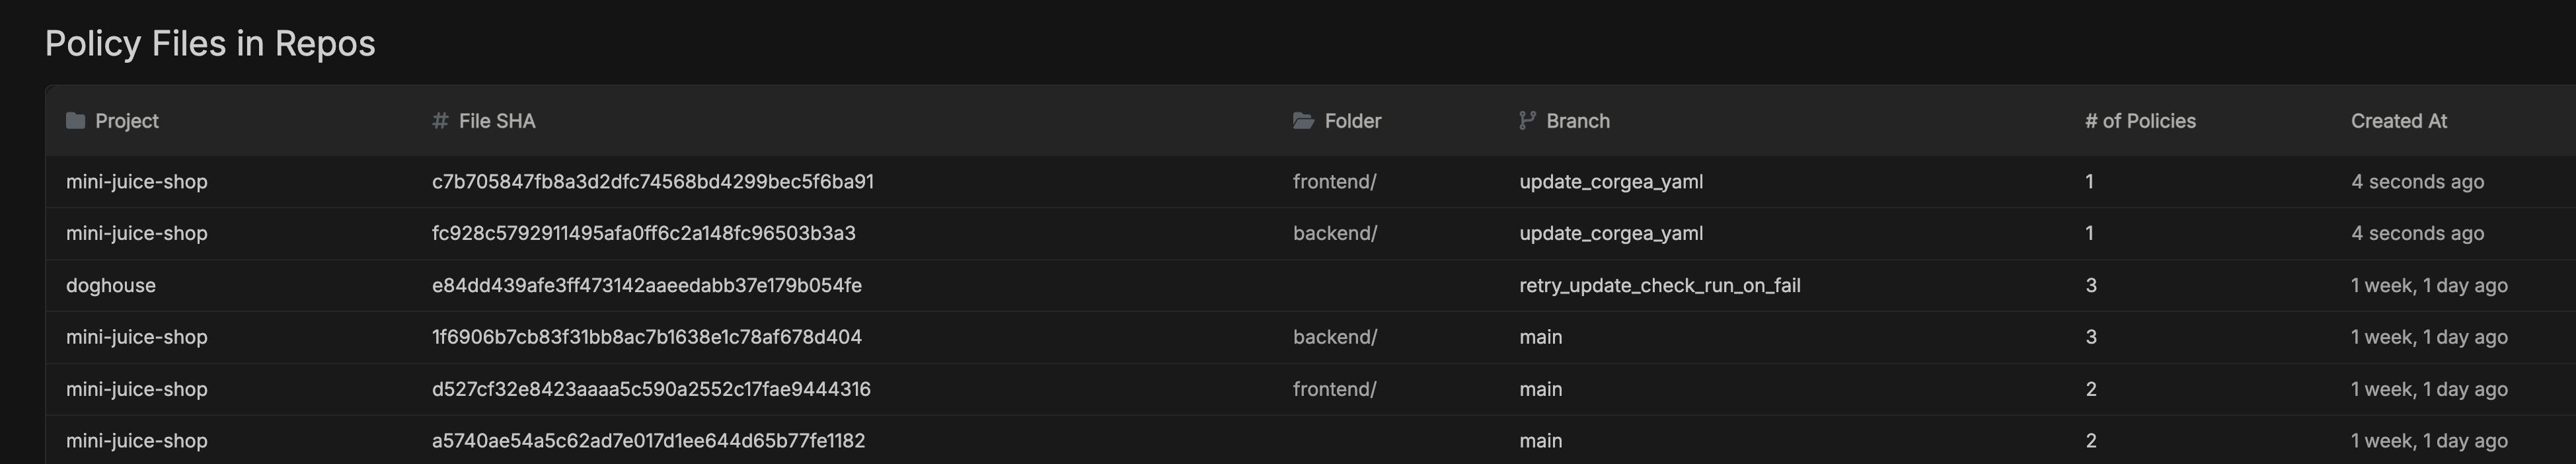 Policy Files in Repos
Project # File SHA Folder Branch # of Policies Created At
mini-juice-shop c7b705847fb8a3d2dfc74568bd4299bec5f6ba91 frontend/ update_corgea_yaml 1 4 seconds ago
mini-juice-shop fc928c5792911495afa0ff6c2a148fc96503b3a3 backend/ update_corgea_yaml 1 4 seconds ago
doghouse e84dd439afe3ff473142aaeedabb37e179b054fe retry_update_check_run_on_fail 3 1 week, 1 day ago
mini-juice-shop 1f6906b7cb83f31bb8ac7b1638e1c78af678d404 backend/ main 3 1 week, 1 day ago
mini-juice-shop d527cf32e8423aaaa5c590a2552c17fae9444316 frontend/ main 2 1 week, 1 day ago
mini-juice-shop a5740ae54a5c62ad7e017d1ee644d65b77fe1182 main 2 1 week, 1 day ago